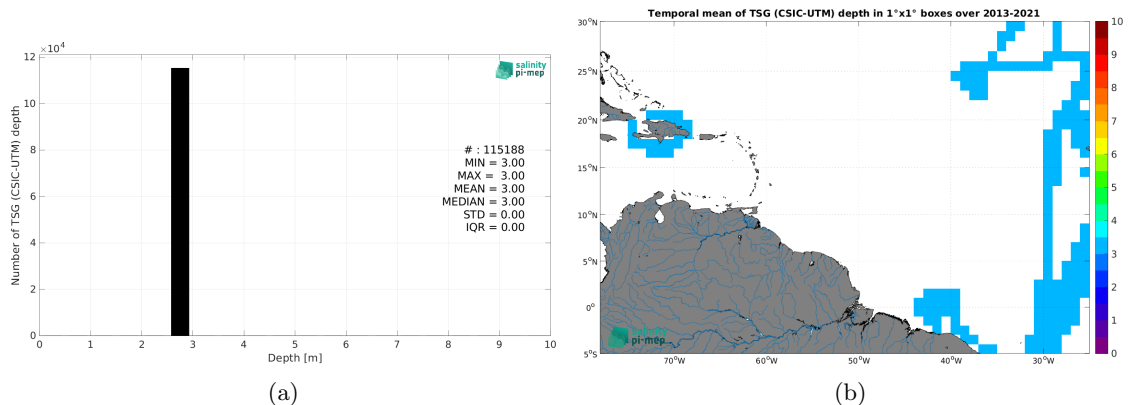 ×10⁴
12
10
8
6
4
2
0
Number of TSG (CSIC-UTM) depth
0 1 2 3 4 5 6 7 8 9 10
Depth [m]
salinity
pi-mep
# : 115188
MIN = 3.00
MAX = 3.00
MEAN = 3.00
MEDIAN = 3.00
STD = 0.00
IQR = 0.00
(a)
Temporal mean of TSG (CSIC-UTM) depth in 1°x1° boxes over 2013-2021
30°N
25°N
20°N
15°N
10°N
5°N
0°
5°S
70°W 60°W 50°W 40°W 30°W
salinity
pi-mep
10
9
8
7
6
5
4
3
2
1
0
(b)